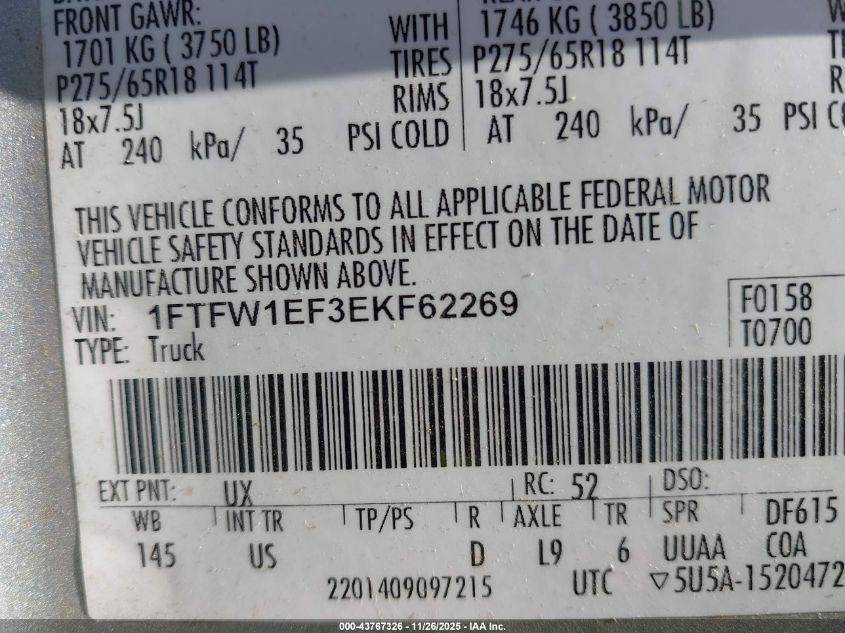 FRONT GAWR:
1701 KG ( 3750 LB) WITH 1746 KG ( 3850 LB)
P275/65R18 114T TIRES P275/65R18 114T
18x7.5J RIMS 18x7.5J
AT 240 kPa/ 35 PSI COLD AT 240 kPa/ 35 PSI
THIS VEHICLE CONFORMS TO ALL APPLICABLE FEDERAL MOTOR
VEHICLE SAFETY STANDARDS IN EFFECT ON THE DATE OF
MANUFACTURE SHOWN ABOVE.
VIN: 1FTFW1EF3EKF62269 F0158
TYPE: Truck T0700
EXT PNT: UX RC: 52 DSO:
WB INT TR TP/PS R AXLE TR SPR DF615
145 US D L9 6 UUAA COA
2201409097215 UTC ▽5U5A-1520472
000-43767326 - 11/26/2025 - IAA Inc.